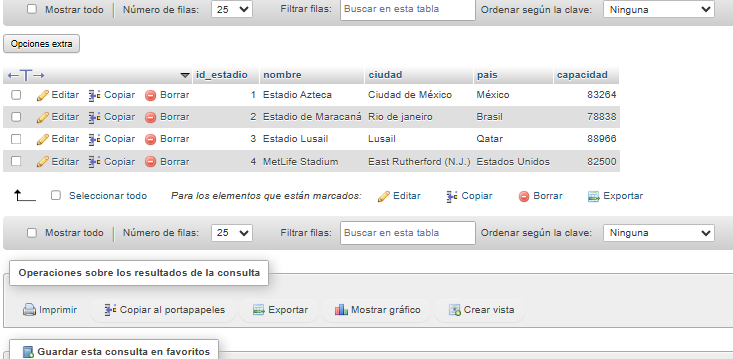 Mostrar todo Número de filas: 25 Filtrar filas: Buscar en esta tabla Ordenar según la clave: Ninguna
Opciones extra
←T→ id_estadio nombre ciudad pais capacidad
Editar Copiar Borrar 1 Estadio Azteca Ciudad de México México 83264
Editar Copiar Borrar 2 Estadio de Maracaná Rio de janeiro Brasil 78838
Editar Copiar Borrar 3 Estadio Lusail Lusail Qatar 88966
Editar Copiar Borrar 4 MetLife Stadium East Rutherford (N.J.) Estados Unidos 82500
Seleccionar todo Para los elementos que están marcados: Editar Copiar Borrar Exportar
Mostrar todo Número de filas: 25 Filtrar filas: Buscar en esta tabla Ordenar según la clave: Ninguna
Operaciones sobre los resultados de la consulta
Imprimir Copiar al portapapeles Exportar Mostrar gráfico Crear vista
Guardar esta consulta en favoritos